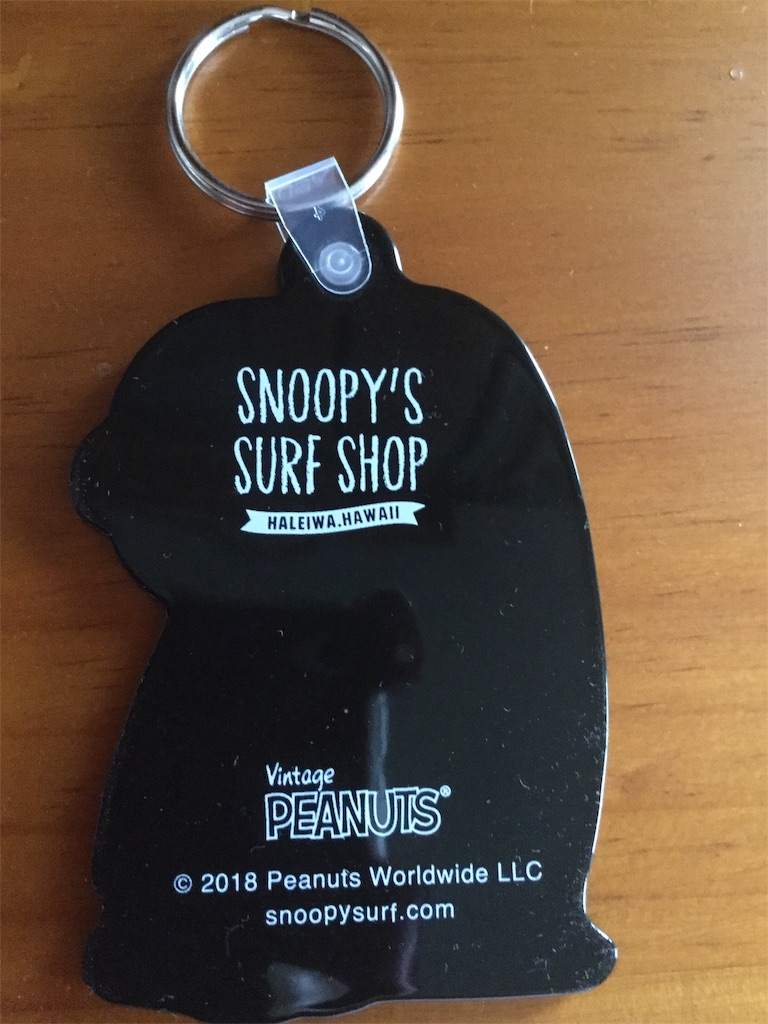 SNOOPY'S
SURF SHOP
HALEIWA.HAWAII
Vintage
PEANUTS®
© 2018 Peanuts Worldwide LLC
snoopysurf.com